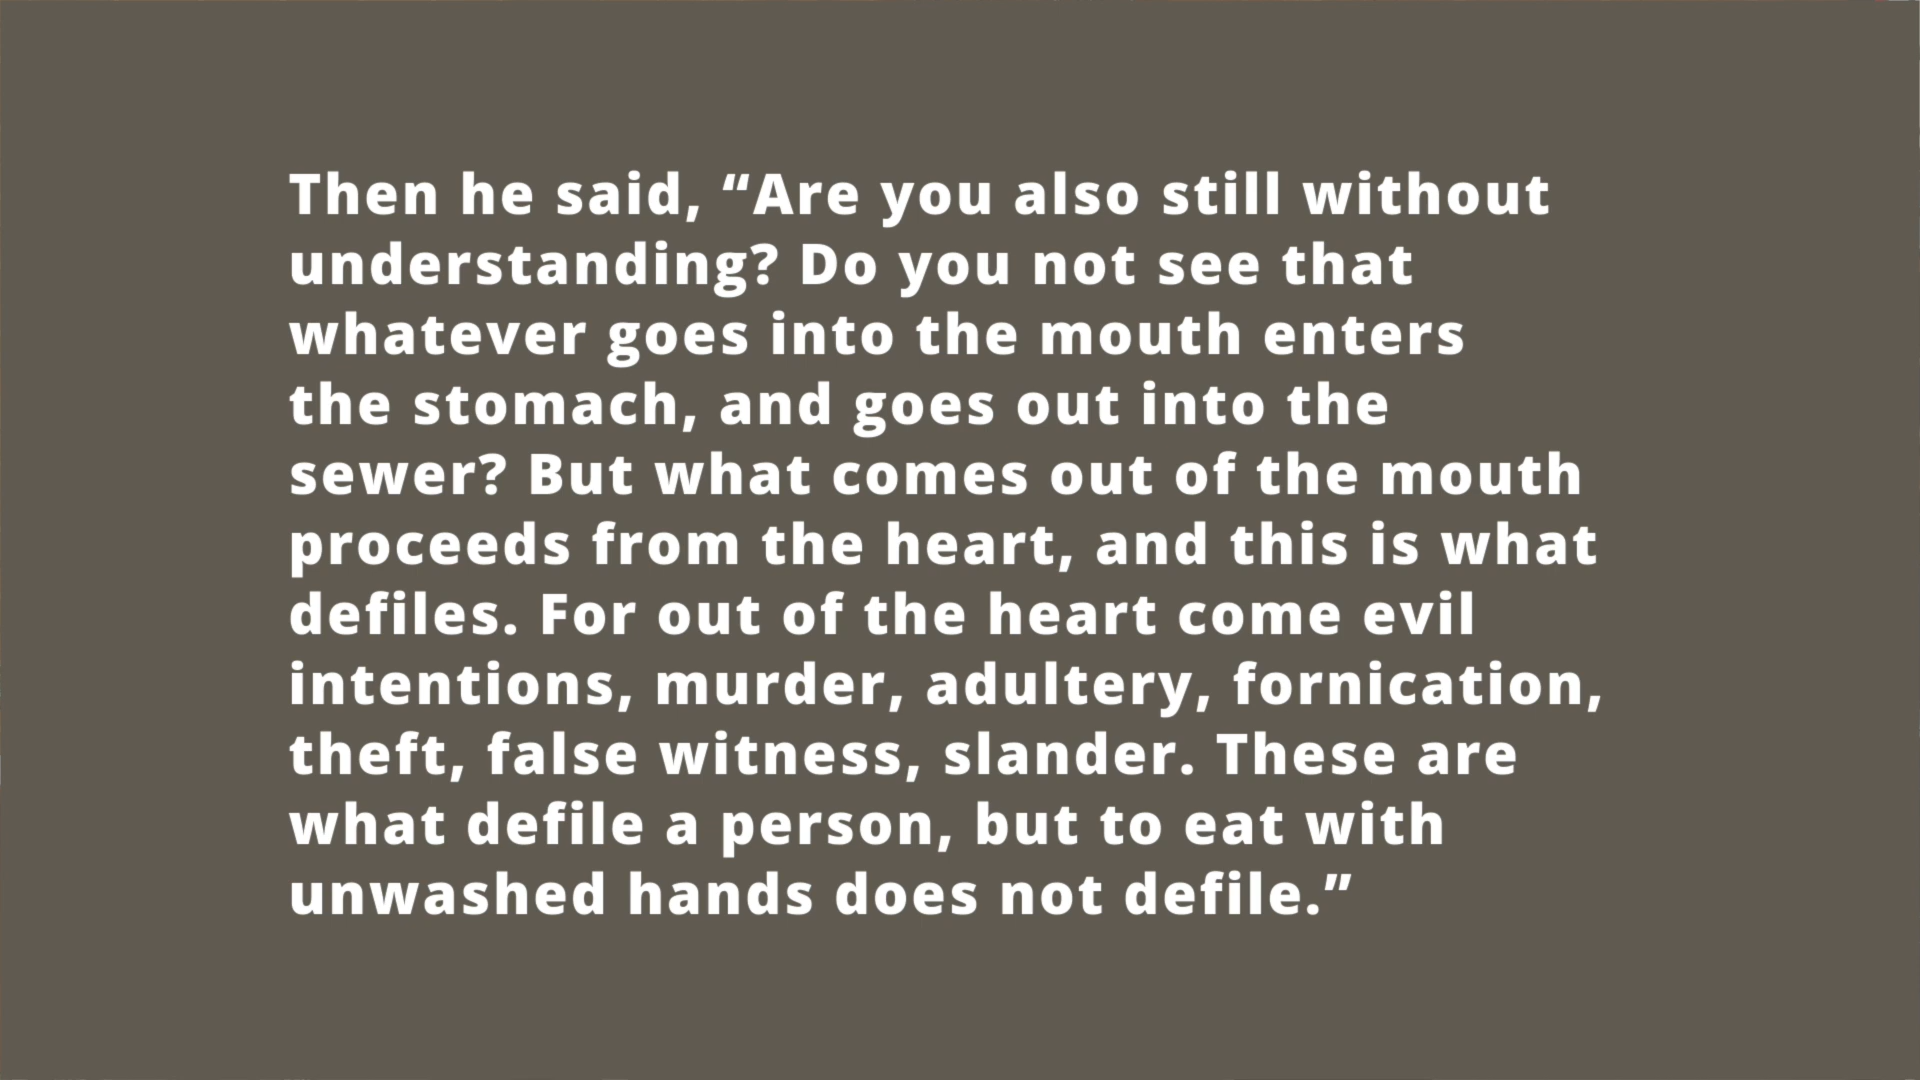 Then he said, “Are you also still without
understanding? Do you not see that
whatever goes into the mouth enters
the stomach, and goes out into the
sewer? But what comes out of the mouth
proceeds from the heart, and this is what
defiles. For out of the heart come evil
intentions, murder, adultery, fornication,
theft, false witness, slander. These are
what defile a person, but to eat with
unwashed hands does not defile.”